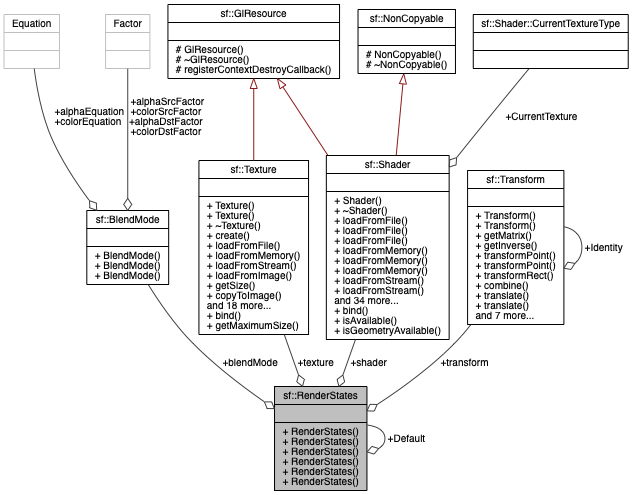 Equation
Factor
sf::GlResource
# GlResource()
# ~GlResource()
# registerContextDestroyCallback()
sf::NonCopyable
# NonCopyable()
# ~NonCopyable()
sf::Shader::CurrentTextureType
+alphaEquation
+colorEquation
+alphaSrcFactor
+colorSrcFactor
+alphaDstFactor
+colorDstFactor
+CurrentTexture
sf::BlendMode
+ BlendMode()
+ BlendMode()
+ BlendMode()
sf::Texture
+ Texture()
+ Texture()
+ ~Texture()
+ create()
+ loadFromFile()
+ loadFromMemory()
+ loadFromStream()
+ loadFromImage()
+ getSize()
+ copyToImage()
and 18 more...
+ bind()
+ getMaximumSize()
sf::Shader
+ Shader()
+ ~Shader()
+ loadFromFile()
+ loadFromFile()
+ loadFromFile()
+ loadFromMemory()
+ loadFromMemory()
+ loadFromMemory()
+ loadFromStream()
+ loadFromStream()
and 34 more...
+ bind()
+ isAvailable()
+ isGeometryAvailable()
sf::Transform
+ Transform()
+ Transform()
+ getMatrix()
+ getInverse()
+ transformPoint()
+ transformPoint()
+ transformRect()
+ combine()
+ translate()
+ translate()
and 7 more...
+Identity
+blendMode
+texture
+shader
+transform
sf::RenderStates
+ RenderStates()
+ RenderStates()
+ RenderStates()
+ RenderStates()
+ RenderStates()
+ RenderStates()
+Default